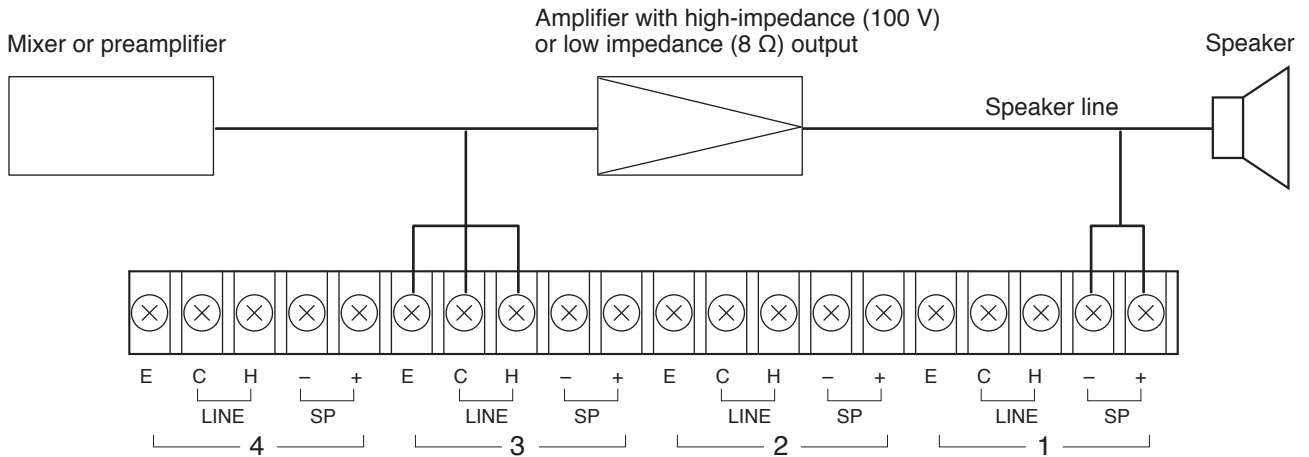 Amplifier with high-impedance (100 V)
or low impedance (8 Ω) output
Mixer or preamplifier
Speaker
Speaker line
E C H – + E C H – + E C H – + E C H – +
LINE SP LINE SP LINE SP LINE SP
4 3 2 1